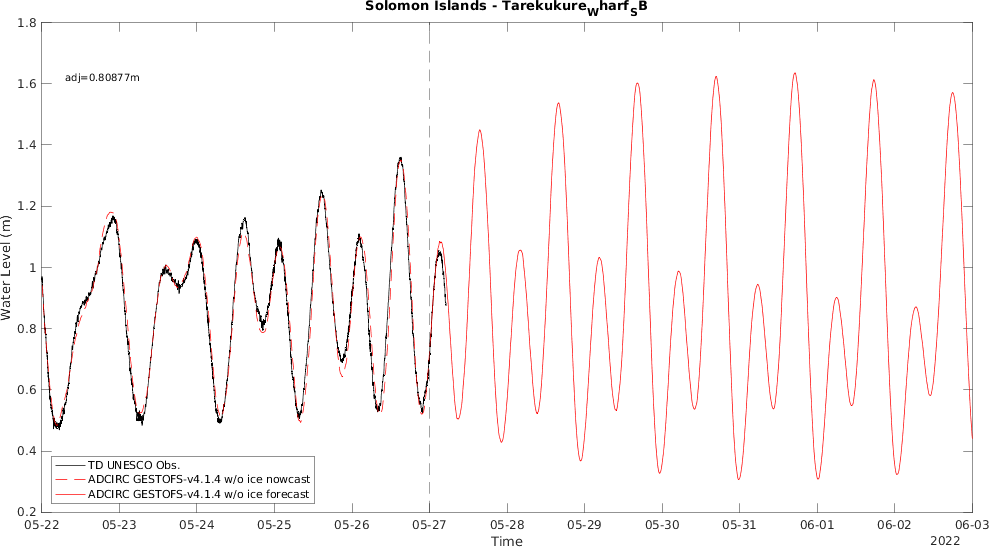 Solomon Islands - TarekukureWharfSB
1.8
1.6
1.4
1.2
1
0.8
0.6
0.4
0.2
Water Level (m)
adj=0.80877m
TD UNESCO Obs.
ADCIRC GESTOFS-v4.1.4 w/o ice nowcast
ADCIRC GESTOFS-v4.1.4 w/o ice forecast
05-22 05-23 05-24 05-25 05-26 05-27 05-28 05-29 05-30 05-31 06-01 06-02 06-03
Time
2022